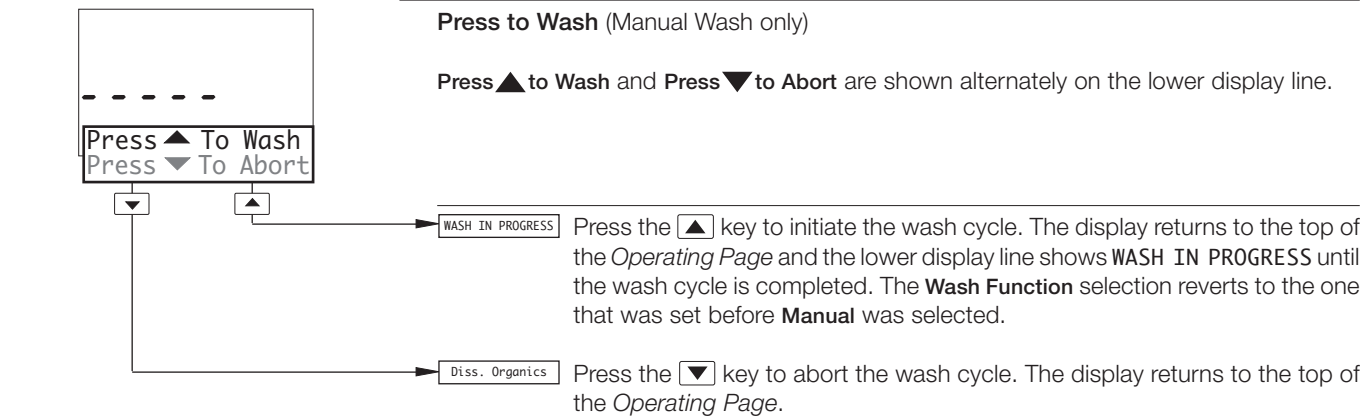 Press to Wash (Manual Wash only)
Press ▲ to Wash and Press ▼ to Abort are shown alternately on the lower display line.
- - - - -
Press ▲ To Wash
Press ▼ To Abort
▼ ▲
WASH IN PROGRESS
Press the ▲ key to initiate the wash cycle. The display returns to the top of
the Operating Page and the lower display line shows WASH IN PROGRESS until
the wash cycle is completed. The Wash Function selection reverts to the one
that was set before Manual was selected.
Diss. Organics
Press the ▼ key to abort the wash cycle. The display returns to the top of
the Operating Page.